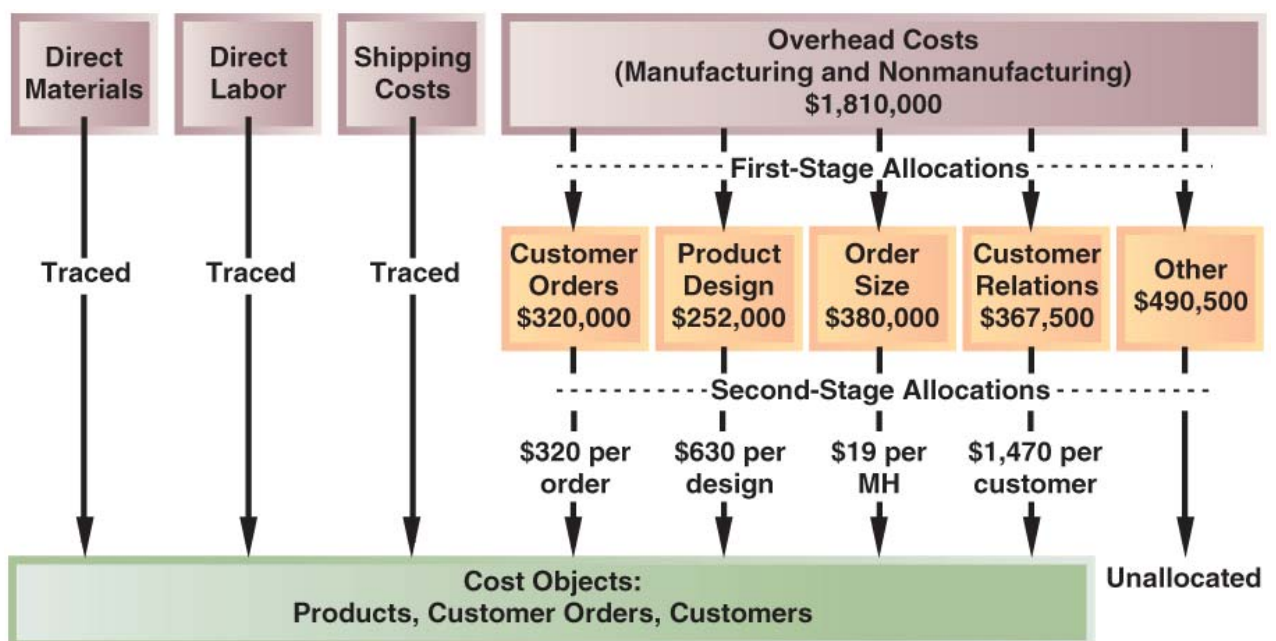 Direct
Materials
Direct
Labor
Shipping
Costs
Overhead Costs
(Manufacturing and Nonmanufacturing)
$1,810,000
First-Stage Allocations
Traced
Traced
Traced
Customer
Orders
$320,000
Product
Design
$252,000
Order
Size
$380,000
Customer
Relations
$367,500
Other
$490,500
Second-Stage Allocations
$320 per
order
$630 per
design
$19 per
MH
$1,470 per
customer
Cost Objects:
Products, Customer Orders, Customers
Unallocated